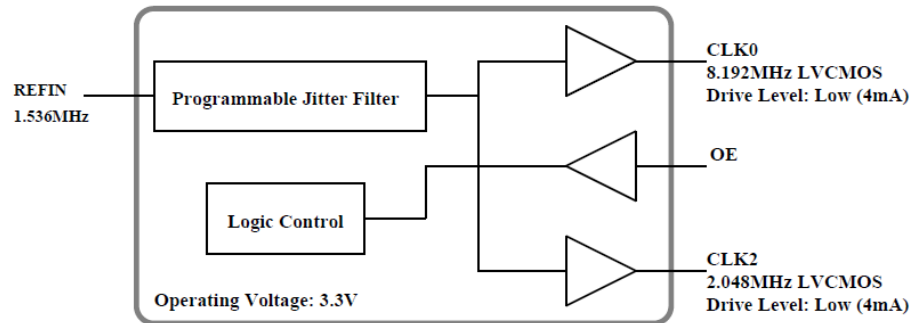 REFIN
1.536MHz
Programmable Jitter Filter
Logic Control
Operating Voltage: 3.3V
CLK0
8.192MHz LVCMOS
Drive Level: Low (4mA)
OE
CLK2
2.048MHz LVCMOS
Drive Level: Low (4mA)